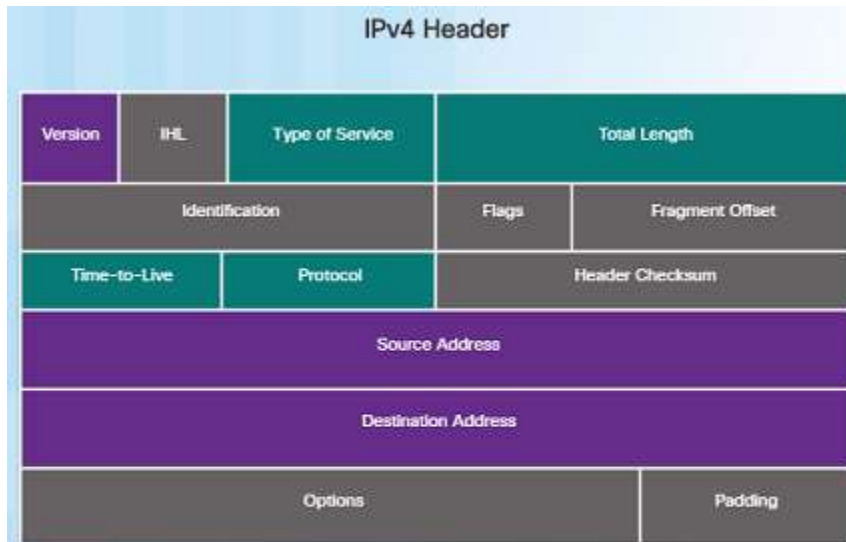 IPv4 Header
Version IHL Type of Service Total Length
Identification Flags Fragment Offset
Time-to-Live Protocol Header Checksum
Source Address
Destination Address
Options Padding